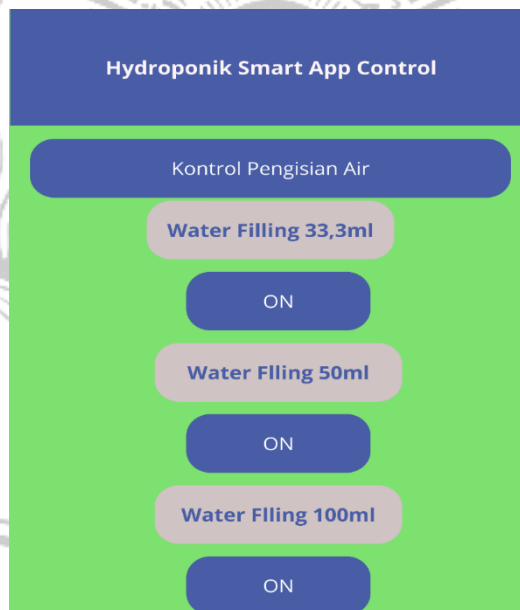 Hydroponik Smart App Control
Kontrol Pengisian Air
Water Filling 33,3ml
ON
Water Flling 50ml
ON
Water Flling 100ml
ON